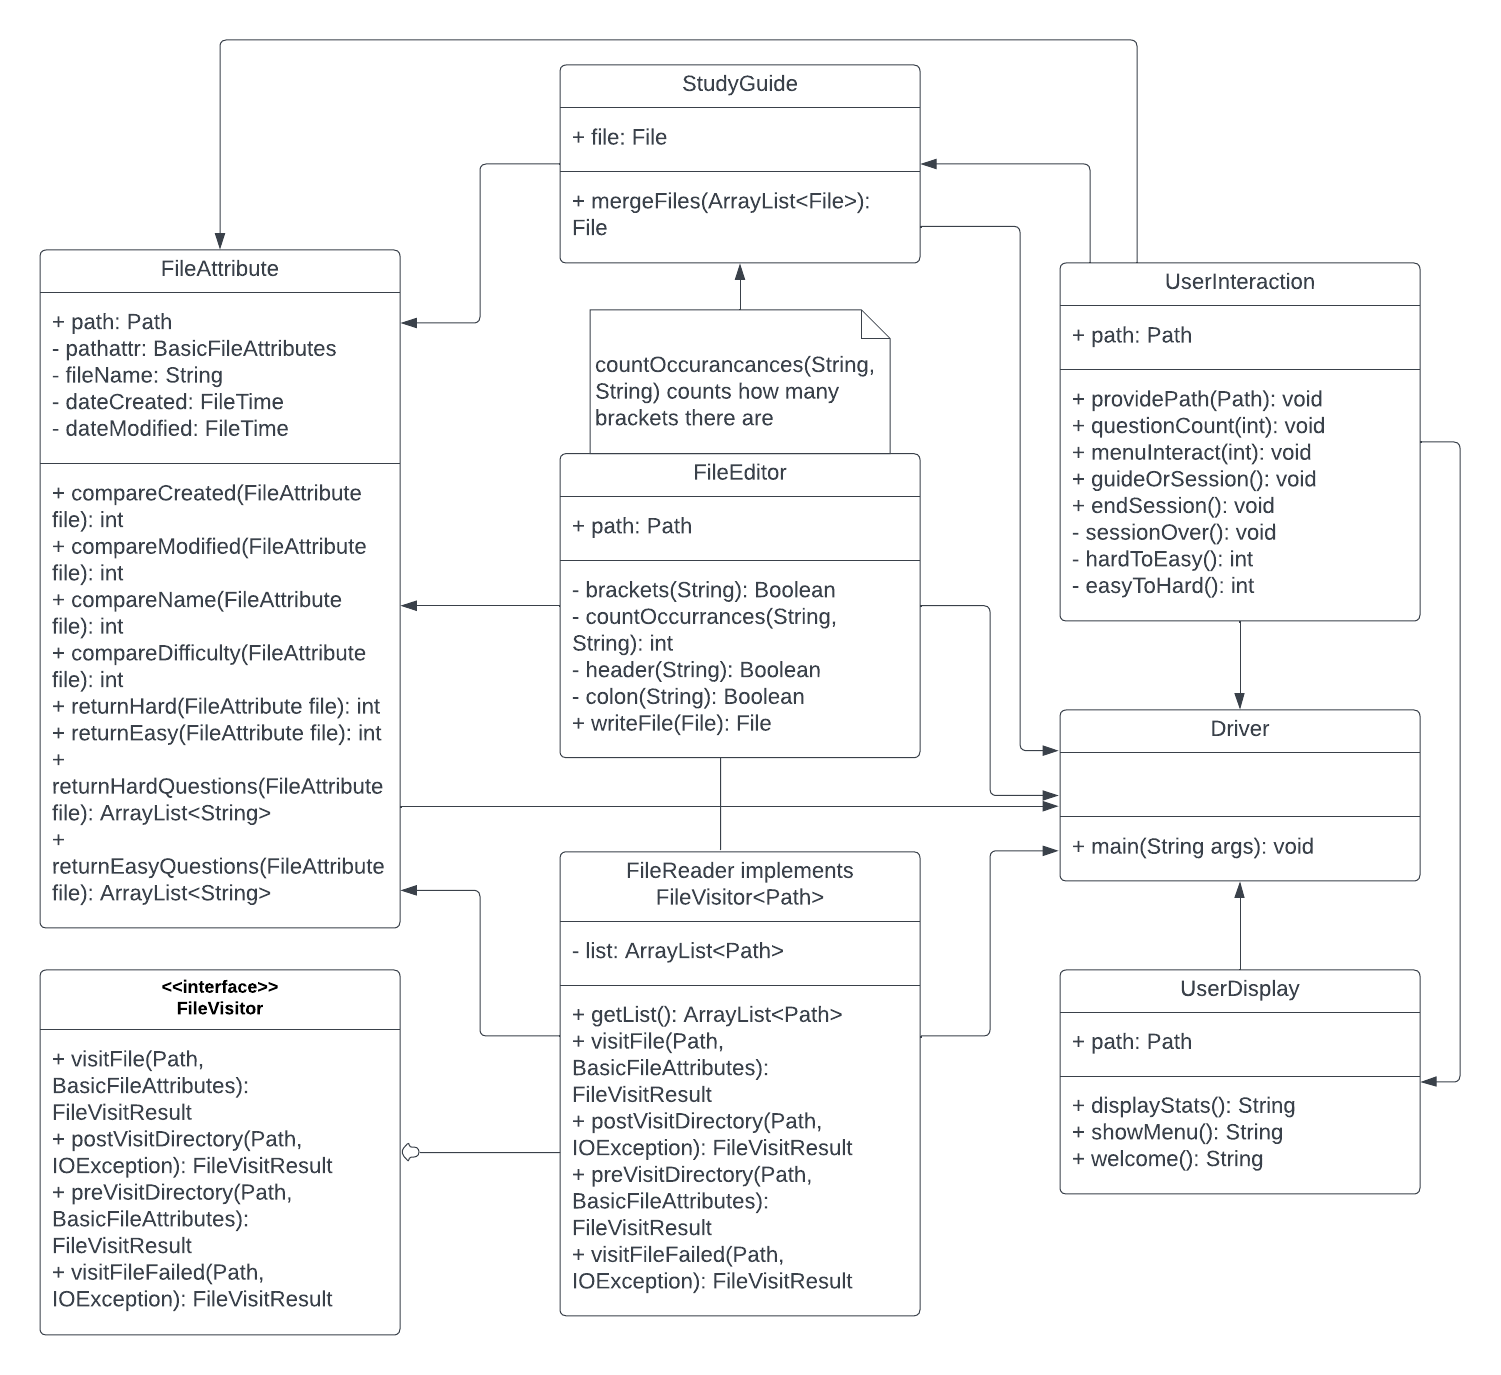 StudyGuide
+ file: File
+ mergeFiles(ArrayList<File>):
File
FileAttribute
+ path: Path
- pathattr: BasicFileAttributes
- fileName: String
- dateCreated: FileTime
- dateModified: FileTime
+ compareCreated(FileAttribute
file): int
+ compareModified(FileAttribute
file): int
+ compareName(FileAttribute
file): int
+ compareDifficulty(FileAttribute
file): int
+ returnHard(FileAttribute file): int
+ returnEasy(FileAttribute file): int
+
returnHardQuestions(FileAttribute
file): ArrayList<String>
+
returnEasyQuestions(FileAttribute
file): ArrayList<String>
countOccurancances(String,
String) counts how many
brackets there are
FileEditor
+ path: Path
- brackets(String): Boolean
- countOccurrances(String,
String): int
- header(String): Boolean
- colon(String): Boolean
+ writeFile(File): File
UserInteraction
+ path: Path
+ providePath(Path): void
+ questionCount(int): void
+ menuInteract(int): void
+ guideOrSession(): void
+ endSession(): void
- sessionOver(): void
- hardToEasy(): int
- easyToHard(): int
Driver
+ main(String args): void
<<interface>>
FileVisitor
+ visitFile(Path,
BasicFileAttributes):
FileVisitResult
+ postVisitDirectory(Path,
IOException): FileVisitResult
+ preVisitDirectory(Path,
BasicFileAttributes):
FileVisitResult
+ visitFileFailed(Path,
IOException): FileVisitResult
FileReader implements
FileVisitor<Path>
- list: ArrayList<Path>
+ getList(): ArrayList<Path>
+ visitFile(Path,
BasicFileAttributes):
FileVisitResult
+ postVisitDirectory(Path,
IOException): FileVisitResult
+ preVisitDirectory(Path,
BasicFileAttributes):
FileVisitResult
+ visitFileFailed(Path,
IOException): FileVisitResult
UserDisplay
+ path: Path
+ displayStats(): String
+ showMenu(): String
+ welcome(): String